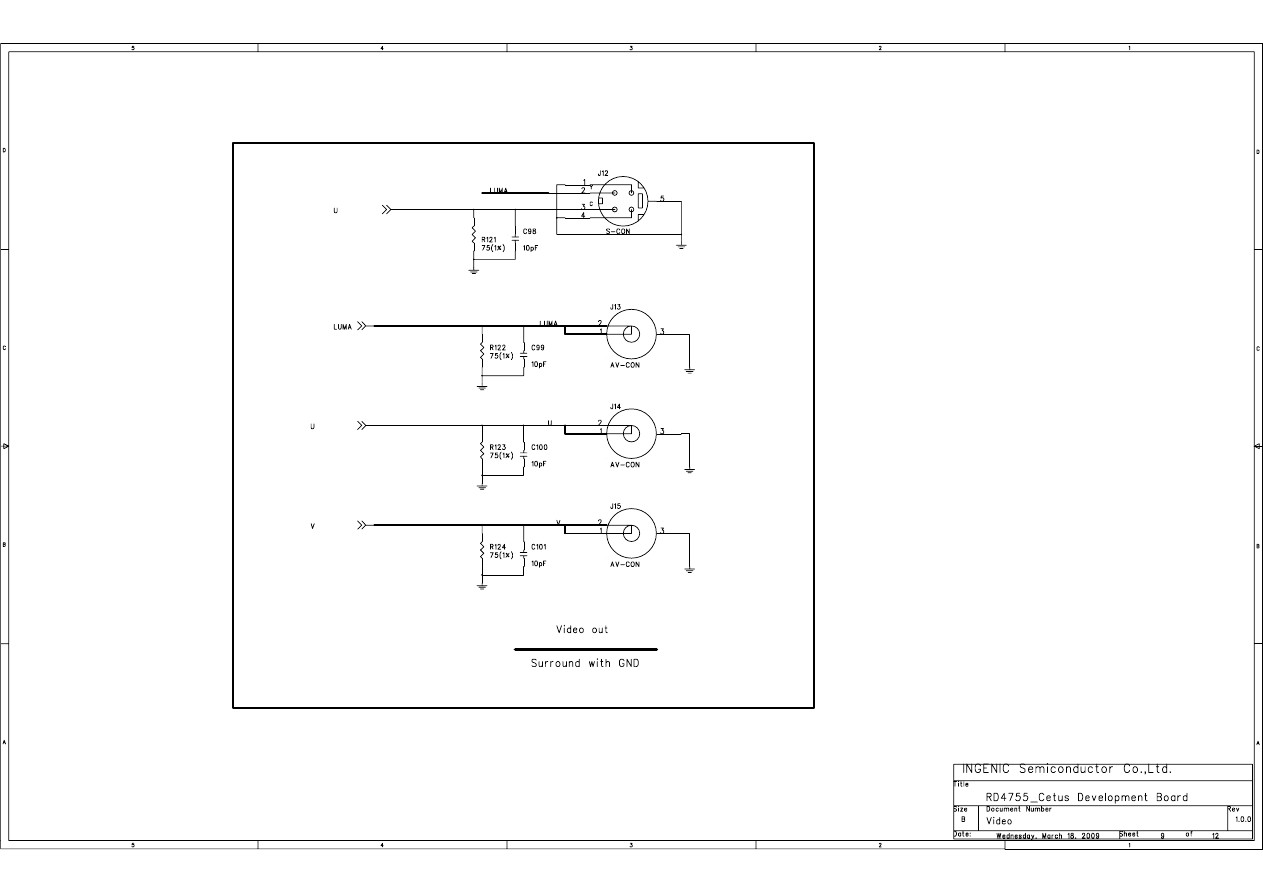 5 4 3 2 1
D D
J12
LUMA 1 Y
2
U 3 C 5
4
R121 C98 S-CON
75(1%) 10pF
J13
LUMA LUMA 2
1 3
R122 C99
75(1%) 10pF AV-CON
C C
J14
U U 2
1 3
R123 C100
75(1%) 10pF AV-CON
J15
V V 2
1 3
R124 C101
75(1%) 10pF AV-CON
B B
Video out
Surround with GND
A A
INGENIC Semiconductor Co.,Ltd.
Title
RD4755_Cetus Development Board
Size Document Number Rev
B Video 1.0.0
Date: Wednesday, March 18, 2009 Sheet 9 of 12
5 4 3 2 1